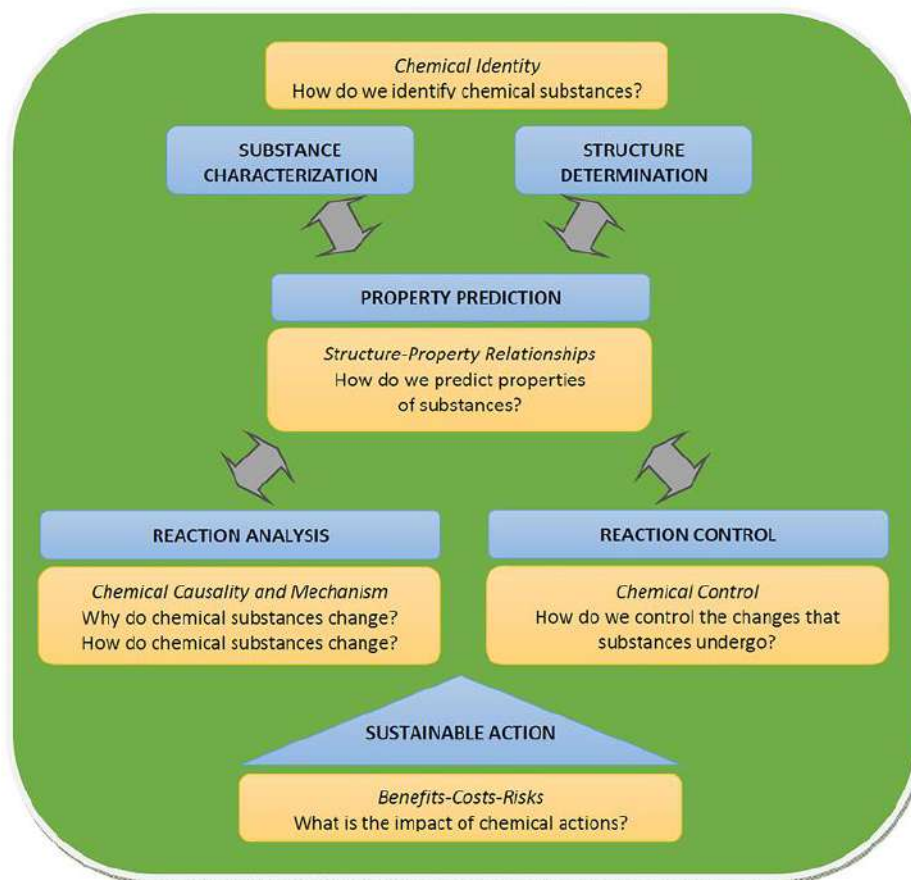 Chemical Identity
How do we identify chemical substances?
SUBSTANCE
CHARACTERIZATION
STRUCTURE
DETERMINATION
PROPERTY PREDICTION
Structure-Property Relationships
How do we predict properties
of substances?
REACTION ANALYSIS
Chemical Causality and Mechanism
Why do chemical substances change?
How do chemical substances change?
REACTION CONTROL
Chemical Control
How do we control the changes that
substances undergo?
SUSTAINABLE ACTION
Benefits-Costs-Risks
What is the impact of chemical actions?